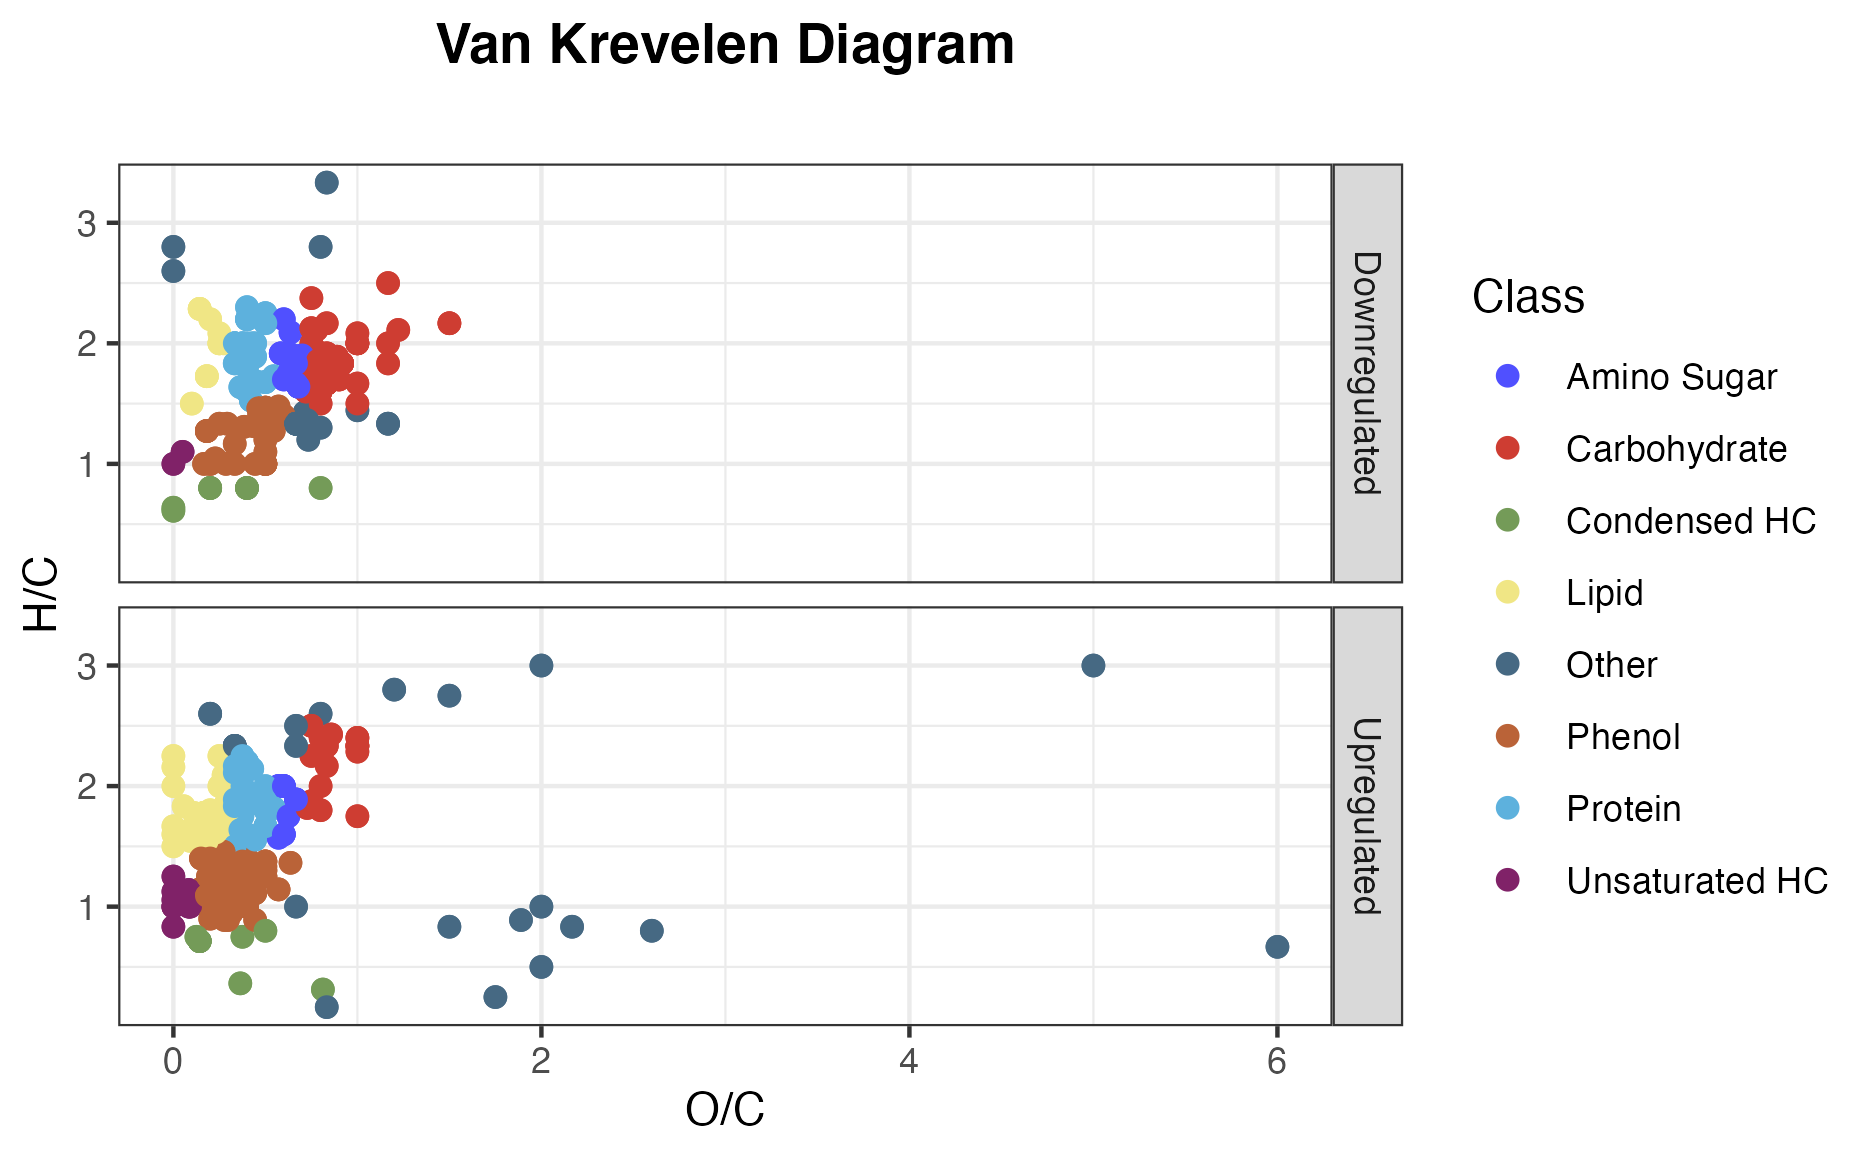 Van Krevelen Diagram
3
2
1
Downregulated
3
2
1
Upregulated
0 2 4 6
O/C
H/C
Class
Amino Sugar
Carbohydrate
Condensed HC
Lipid
Other
Phenol
Protein
Unsaturated HC